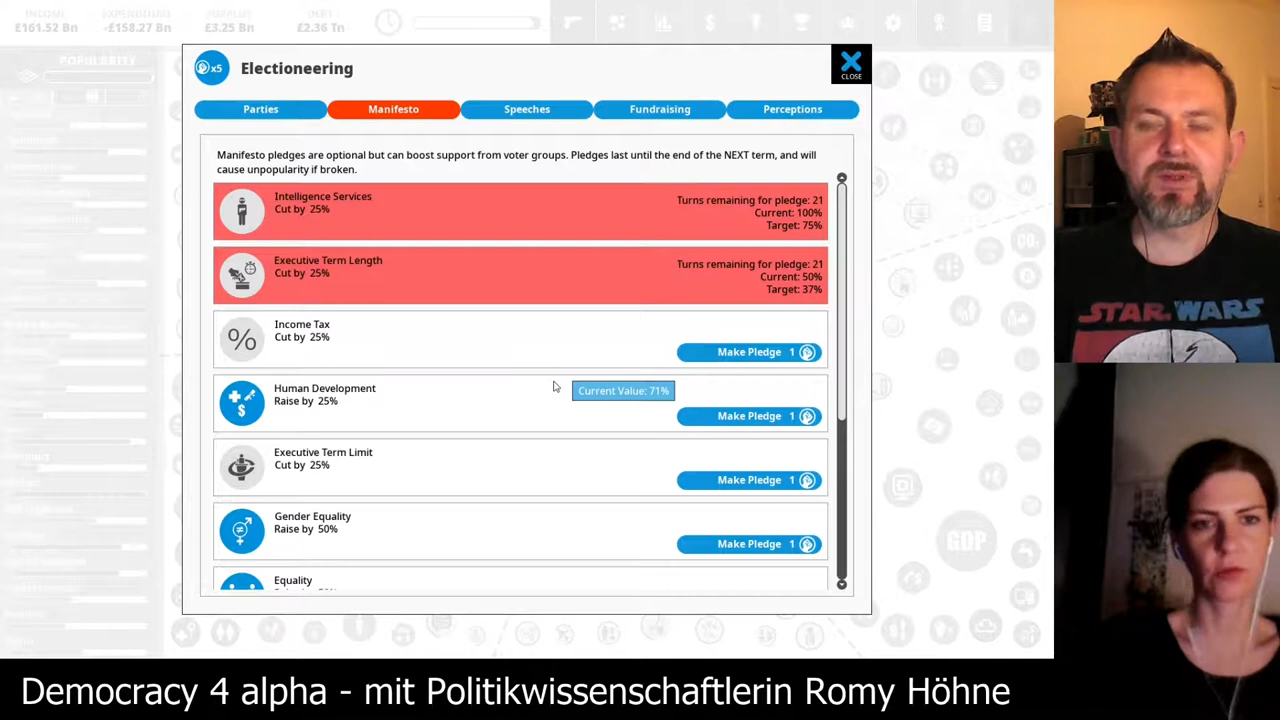 INCOME
£161.52 Bn
-£158.27 Bn
£3.25 Bn
DEBT
£2.36 Tn
POPULARITY
x5
Electioneering
CLOSE
Parties
Manifesto
Speeches
Fundraising
Perceptions
Manifesto pledges are optional but can boost support from voter groups. Pledges last until the end of the NEXT term, and will
cause unpopularity if broken.
Intelligence Services
Cut by 25%
Turns remaining for pledge: 21
Current: 100%
Target: 75%
Executive Term Length
Cut by 25%
Turns remaining for pledge: 21
Current: 50%
Target: 37%
Income Tax
Cut by 25%
Make Pledge 1
Human Development
Raise by 25%
Current Value: 71%
Make Pledge 1
Executive Term Limit
Cut by 25%
Make Pledge 1
Gender Equality
Raise by 50%
Make Pledge 1
Equality
GDP
STAR WARS
Democracy 4 alpha - mit Politikwissenschaftlerin Romy Höhne